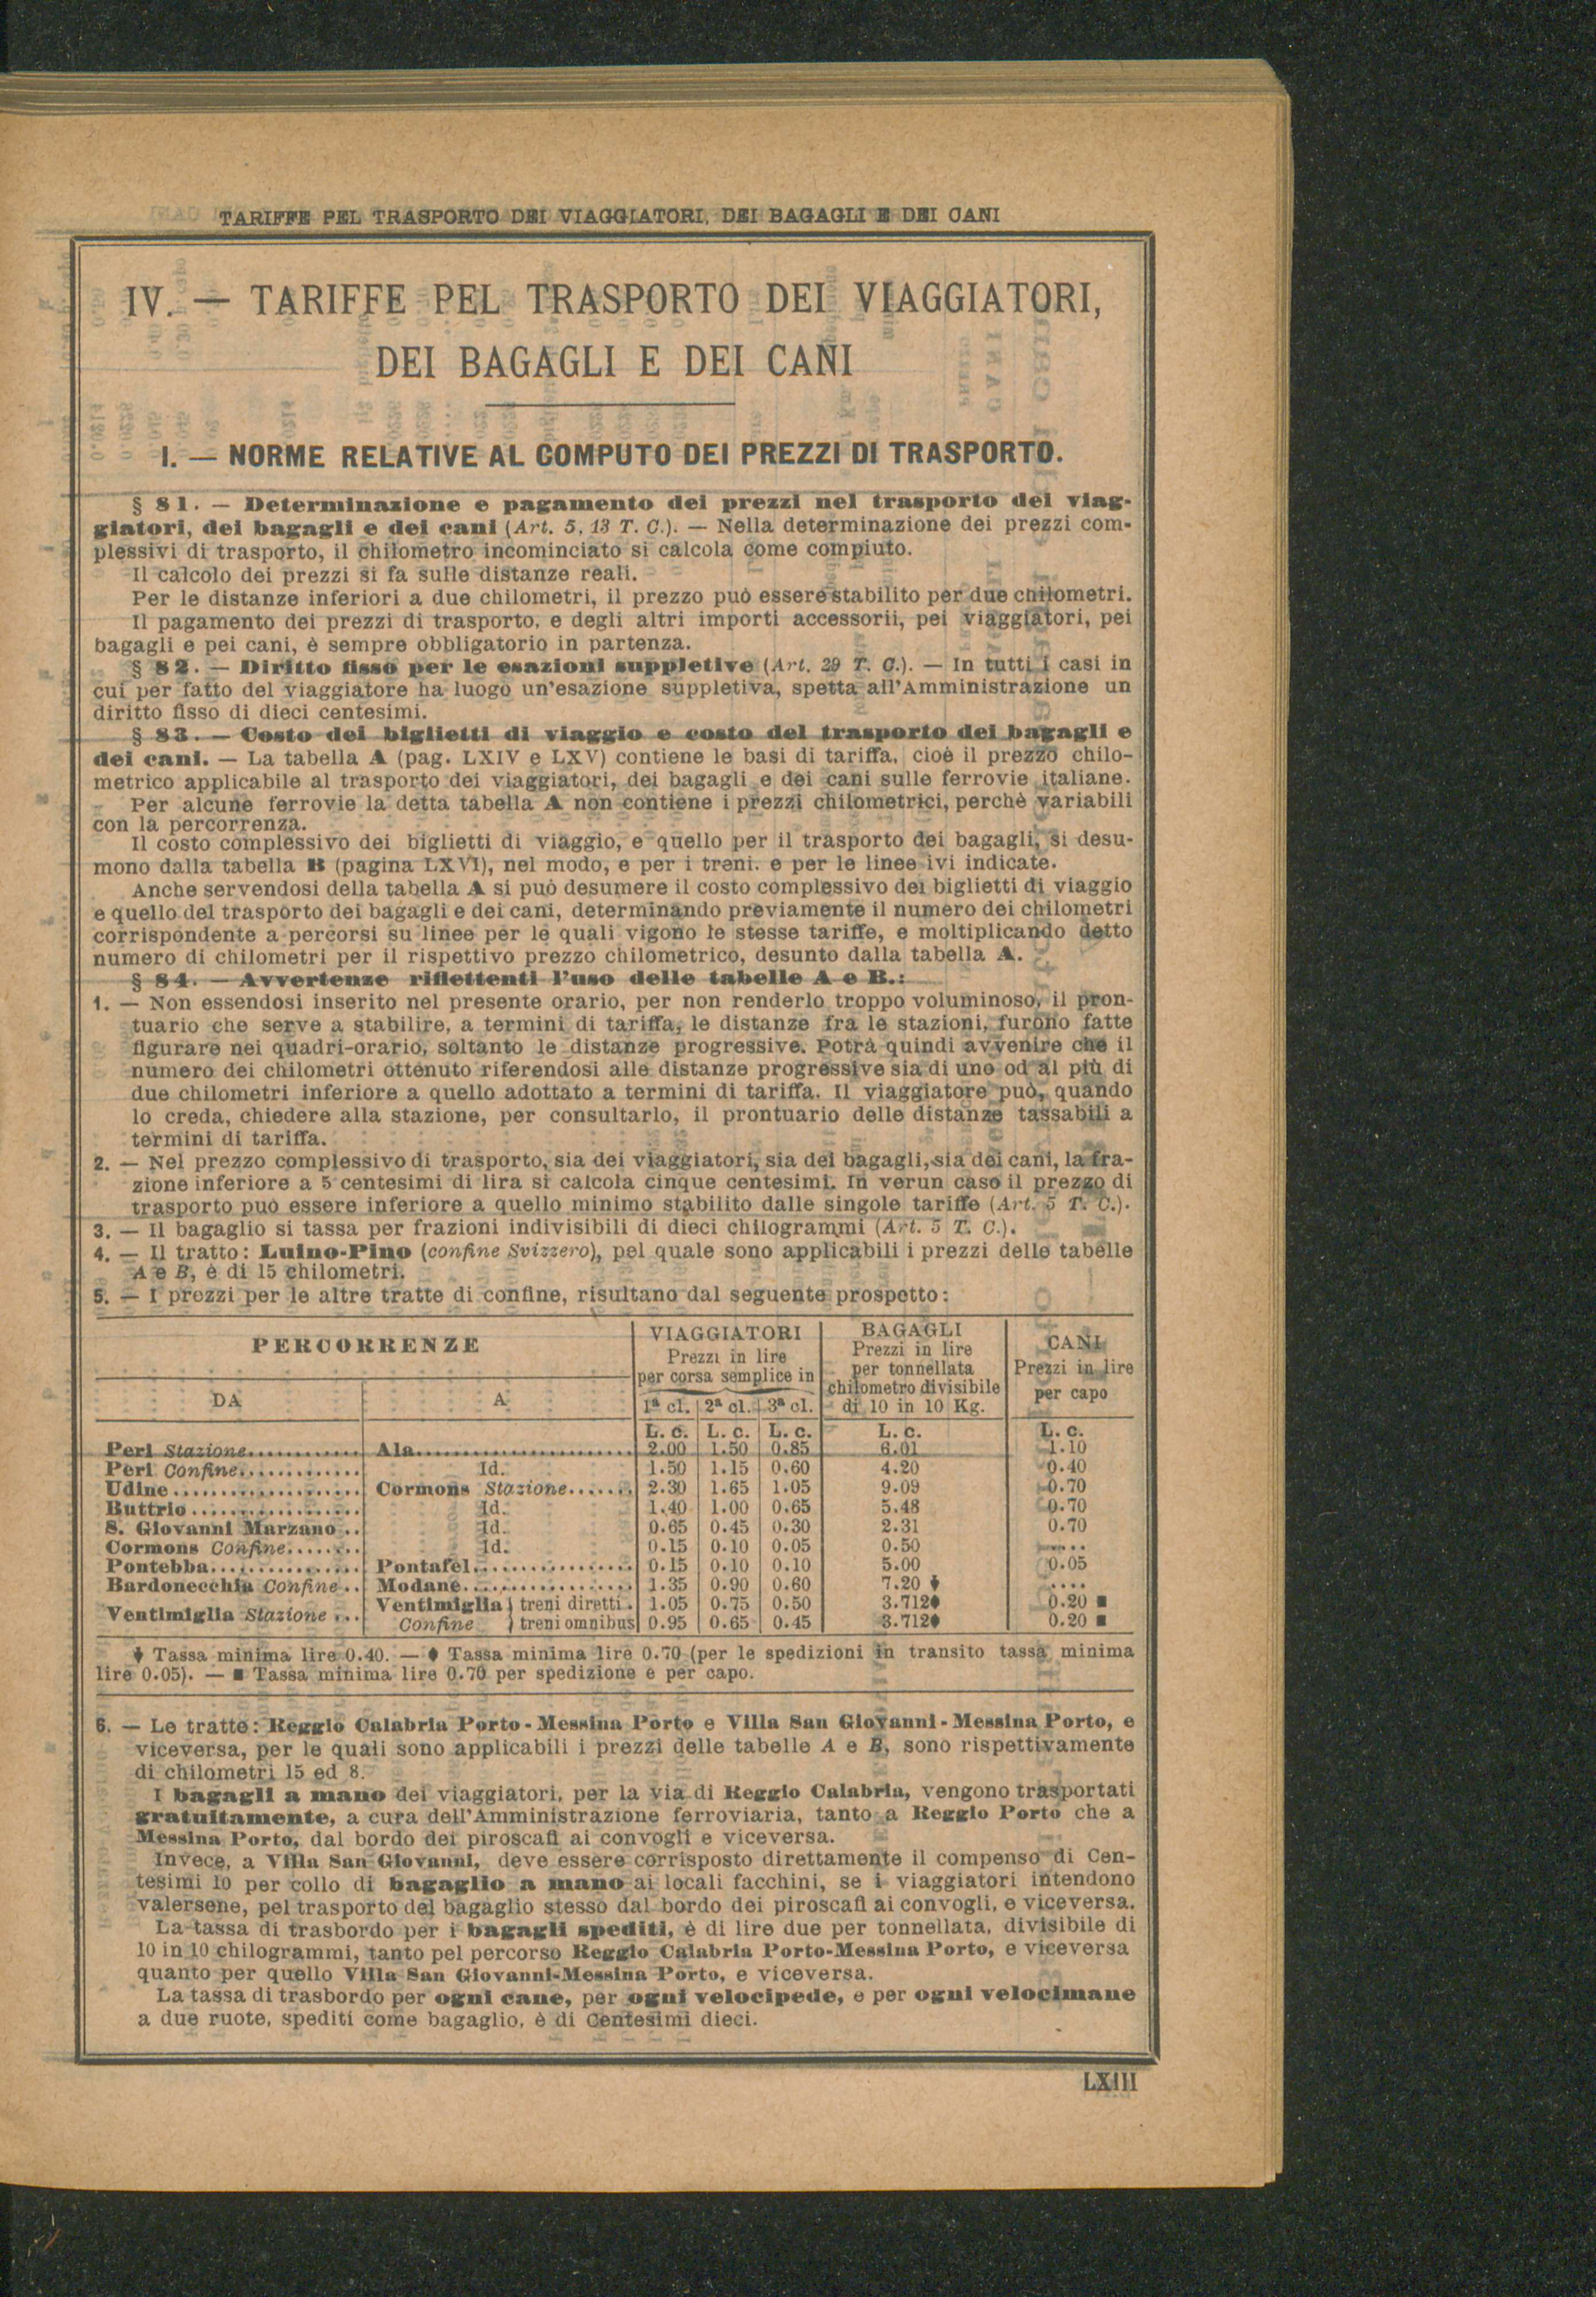 TARIFFE PEL TRASPORTO DEI VIAGGIATORI, DEI BAGAGLI E DEI CANI
IV. — TARIFFE PEL TRASPORTO DEI VIAGGIATORI,
DEI BAGAGLI E DEI CANI
I. — NORME RELATIVE AL COMPUTO DEI PREZZI DI TRASPORTO.
§ 81. — Determinazione e pagamento dei prezzi nel trasporto dei viag-
giatori, dei bagagli e dei cani (Art. 5, 13 T. C.). — Nella determinazione dei prezzi com-
plessivi di trasporto, il chilometro incominciato si calcola come compiuto.
Il calcolo dei prezzi si fa sulle distanze reali.
Per le distanze inferiori a due chilometri, il prezzo può essere stabilito per due chilometri.
Il pagamento dei prezzi di trasporto, e degli altri importi accessorii, pei viaggiatori, pei
bagagli e pei cani, è sempre obbligatorio in partenza.
§ 82. — Diritto fisso per le esazioni suppletive (Art. 29 T. C.). — In tutti i casi in
cui per fatto del viaggiatore ha luogo un'esazione suppletiva, spetta all'Amministrazione un
diritto fisso di dieci centesimi.
§ 83. — Costo dei biglietti di viaggio e costo del trasporto dei bagagli e
dei cani. — La tabella A (pag. LXIV e LXV) contiene le basi di tariffa, cioè il prezzo chilo-
metrico applicabile al trasporto dei viaggiatori, dei bagagli e dei cani sulle ferrovie italiane.
Per alcune ferrovie la detta tabella A non contiene i prezzi chilometrici, perchè variabili
con la percorrenza.
Il costo complessivo dei biglietti di viaggio, e quello per il trasporto dei bagagli, si desu-
mono dalla tabella B (pagina LXVI), nel modo, e per i treni. e per le linee ivi indicate.
Anche servendosi della tabella A si può desumere il costo complessivo dei biglietti di viaggio
e quello del trasporto dei bagagli e dei cani, determinando previamente il numero dei chilometri
corrispondente a percorsi su linee per le quali vigono le stesse tariffe, e moltiplicando detto
numero di chilometri per il rispettivo prezzo chilometrico, desunto dalla tabella A.
§ 84. — Avvertenze riflettenti l'uso delle tabelle A e B.:
1. — Non essendosi inserito nel presente orario, per non renderlo troppo voluminoso, il pron-
tuario che serve a stabilire, a termini di tariffa, le distanze fra le stazioni, furono fatte
figurare nei quadri-orario, soltanto le distanze progressive. Potrà quindi avvenire che il
numero dei chilometri ottenuto riferendosi alle distanze progressive sia di uno od al più di
due chilometri inferiore a quello adottato a termini di tariffa. Il viaggiatore può, quando
lo creda, chiedere alla stazione, per consultarlo, il prontuario delle distanze tassabili a
termini di tariffa.
2. — Nel prezzo complessivo di trasporto, sia dei viaggiatori, sia dei bagagli, sia dei cani, la fra-
zione inferiore a 5 centesimi di lira si calcola cinque centesimi. In verun caso il prezzo di
trasporto può essere inferiore a quello minimo stabilito dalle singole tariffe (Art. 5 T. C.).
3. — Il bagaglio si tassa per frazioni indivisibili di dieci chilogrammi (Art. 5 T. C.).
4. — Il tratto: Luino-Pino (confine Svizzero), pel quale sono applicabili i prezzi delle tabelle
A e B, è di 15 chilometri.
5. — I prezzi per le altre tratte di confine, risultano dal seguente prospetto:
PERCORRENZE
DA
A
VIAGGIATORI
Prezzi in lire
per corsa semplice in
1ª cl. 2ª cl. 3ª cl.
BAGAGLI
Prezzi in lire
per tonnellata
chilometro divisibile
di 10 in 10 Kg.
CANI
Prezzi in lire
per capo
L. c. L. c. L. c. L. c. L. c.
Peri Stazione............ Ala........................ 2.00 1.50 0.85 6.01 1.10
Peri Confine............. Id. 1.50 1.15 0.60 4.20 0.40
Udine.................... Cormons Stazione....... 2.30 1.65 1.05 9.09 0.70
Buttrio.................. Id. 1.40 1.00 0.65 5.48 0.70
S. Giovanni Marzano.. Id. 0.65 0.45 0.30 2.31 0.70
Cormons Confine........ Id. 0.15 0.10 0.05 0.50 .....
Pontebba................ Pontafel................. 0.15 0.10 0.10 5.00 0.05
Bardonecchia Confine.. Modane.................. 1.35 0.90 0.60 7.20 ♦ ....
Ventimiglia Stazione ... Ventimiglia Confine } treni diretti. 1.05 0.75 0.50 3.712♦ 0.20 ■
treni omnibus 0.95 0.65 0.45 3.712♦ 0.20 ■
♦ Tassa minima lire 0.40. — ♦ Tassa minima lire 0.70 (per le spedizioni in transito tassa minima
lire 0.05). — ■ Tassa minima lire 0.70 per spedizione e per capo.
6. — Le tratte: Reggio Calabria Porto - Messina Porto e Villa San Giovanni - Messina Porto, e
viceversa, per le quali sono applicabili i prezzi delle tabelle A e B, sono rispettivamente
di chilometri 15 ed 8.
I bagagli a mano dei viaggiatori, per la via di Reggio Calabria, vengono trasportati
gratuitamente, a cura dell'Amministrazione ferroviaria, tanto a Reggio Porto che a
Messina Porto, dal bordo dei piroscafi ai convogli e viceversa.
Invece, a Villa San Giovanni, deve essere corrisposto direttamente il compenso di Cen-
tesimi 10 per collo di bagaglio a mano ai locali facchini, se i viaggiatori intendono
valersene, pel trasporto del bagaglio stesso dal bordo dei piroscafi ai convogli, e viceversa.
La tassa di trasbordo per i bagagli spediti, è di lire due per tonnellata, divisibile di
10 in 10 chilogrammi, tanto pel percorso Reggio Calabria Porto-Messina Porto, e viceversa
quanto per quello Villa San Giovanni-Messina Porto, e viceversa.
La tassa di trasbordo per ogni cane, per ogni velocipede, e per ogni velocimane
a due ruote, spediti come bagaglio, è di Centesimi dieci.
LXIII